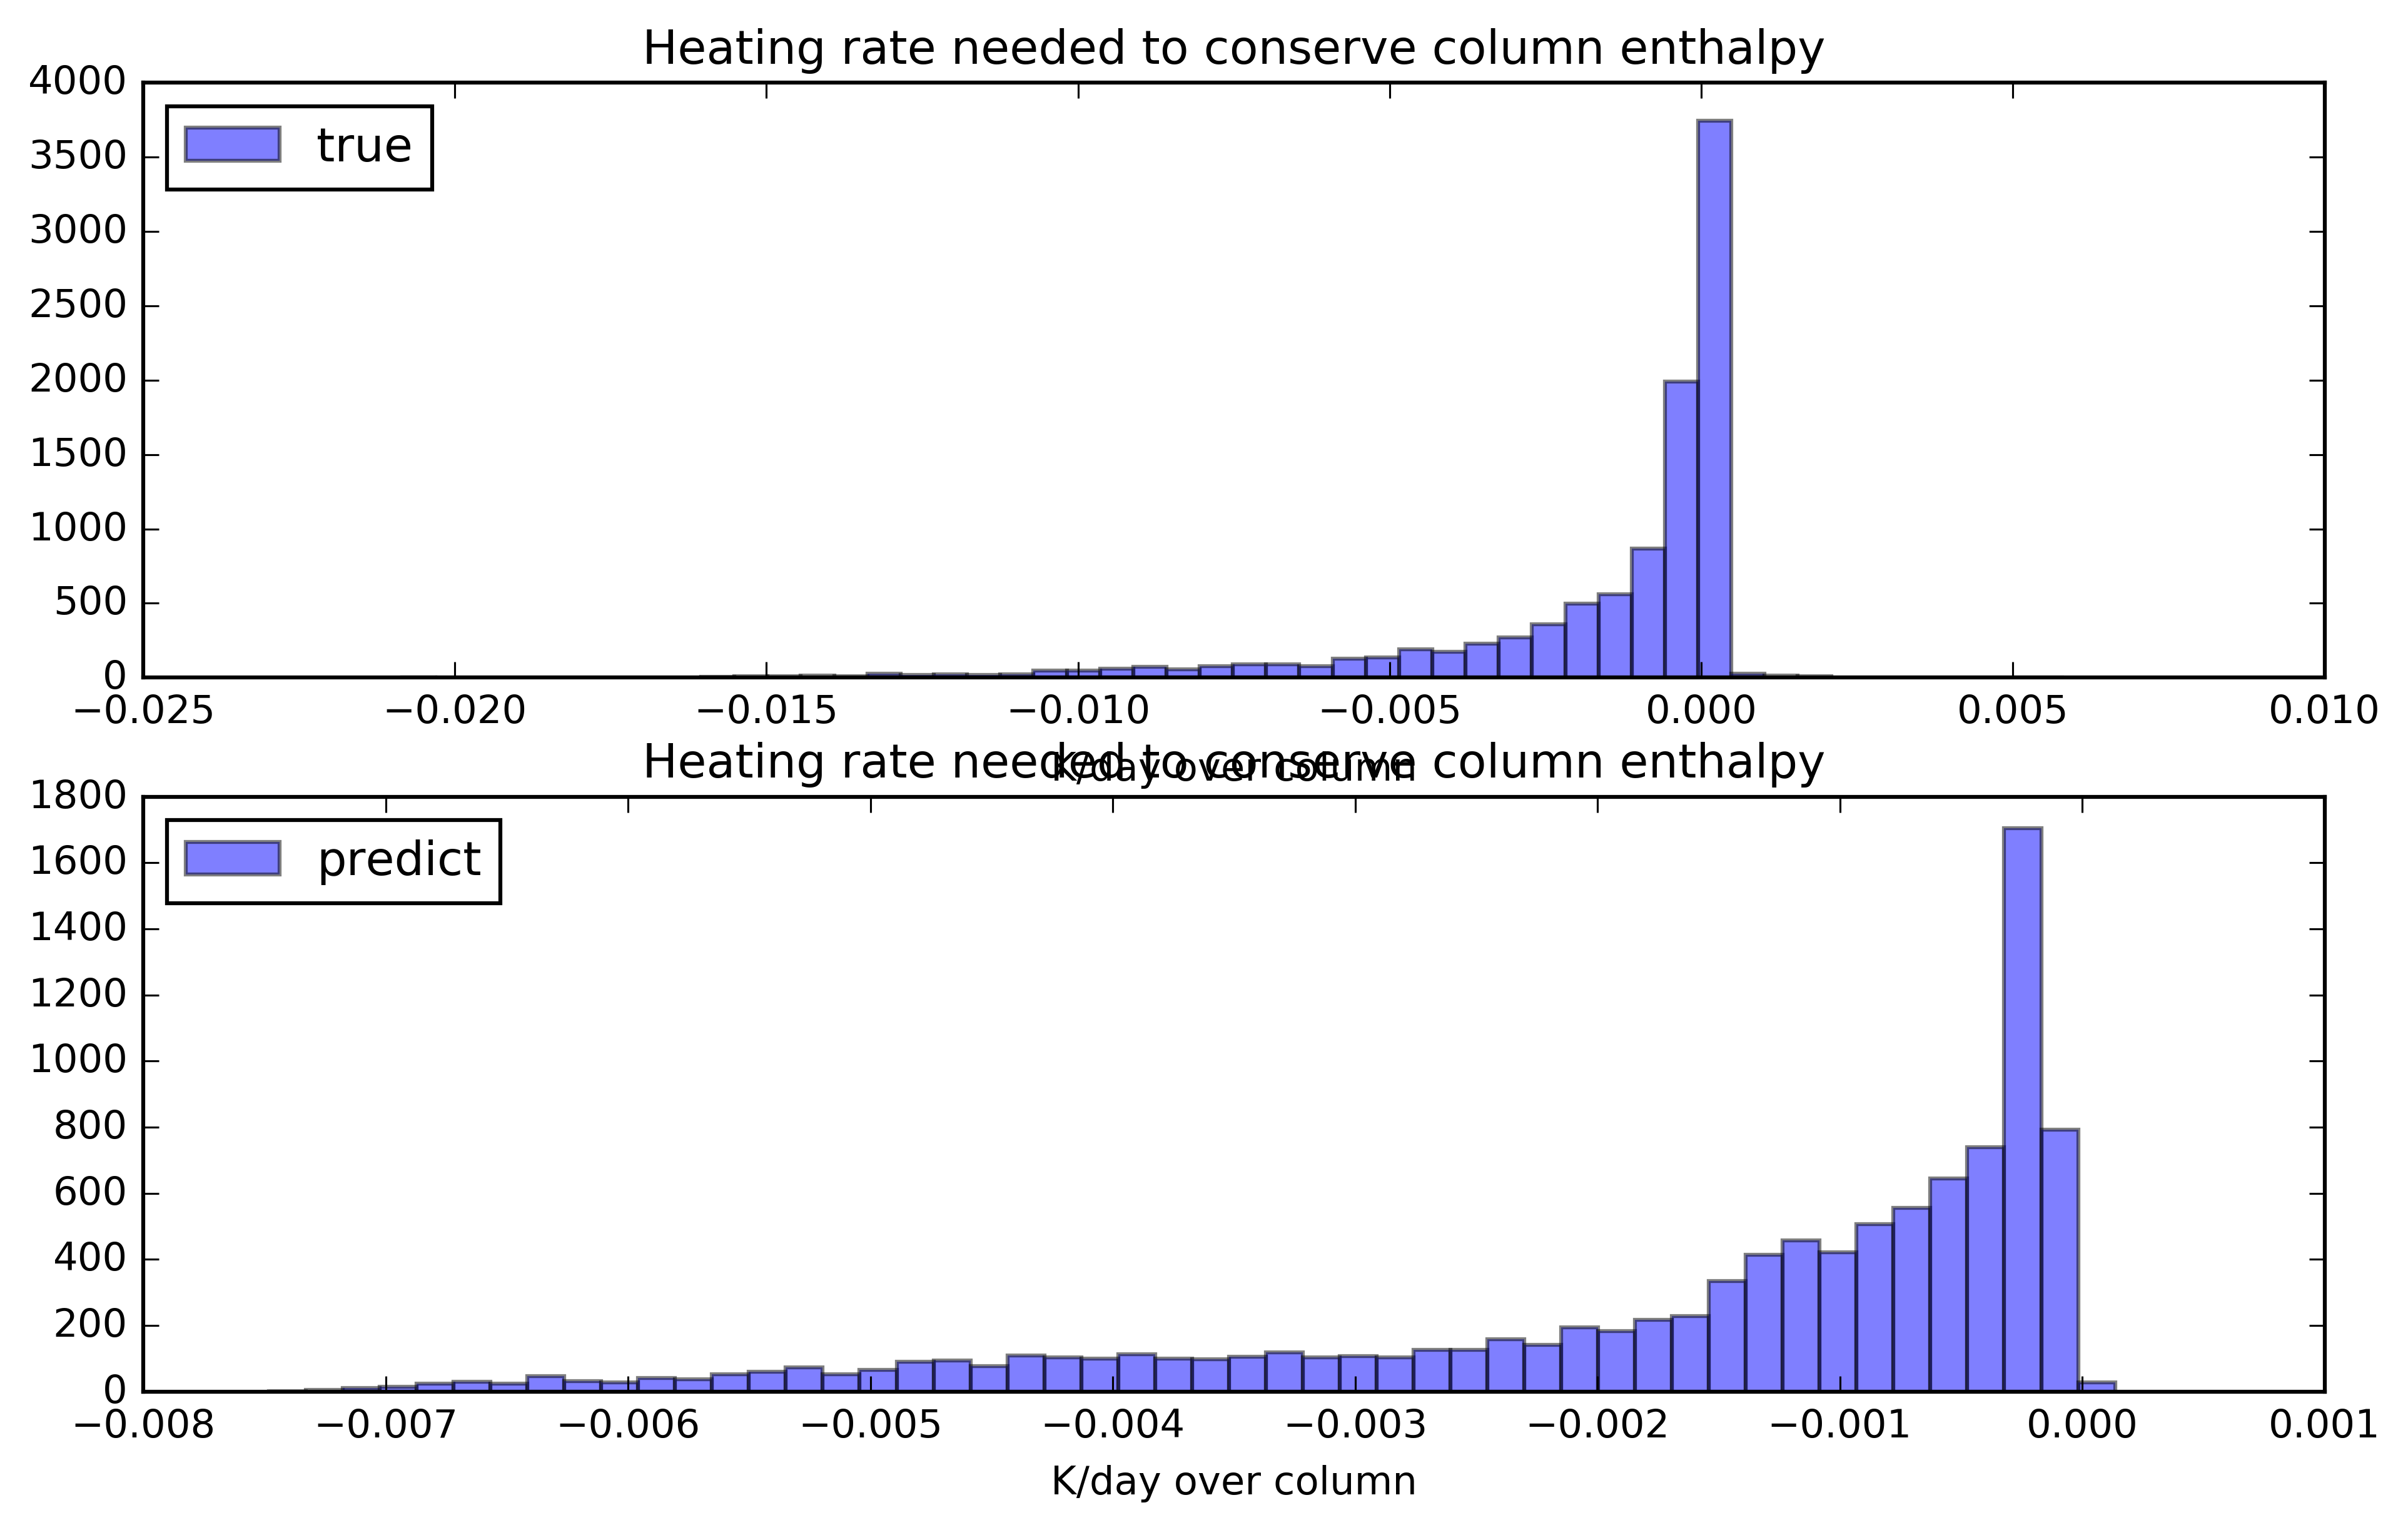 Heating rate needed to conserve column enthalpy
4000
3500
3000
2500
2000
1500
1000
500
0
true
−0.025 −0.020 −0.015 −0.010 −0.005 0.000 0.005 0.010
K/day over column
Heating rate needed to conserve column enthalpy
1800
1600
1400
1200
1000
800
600
400
200
0
predict
−0.008 −0.007 −0.006 −0.005 −0.004 −0.003 −0.002 −0.001 0.000 0.001
K/day over column